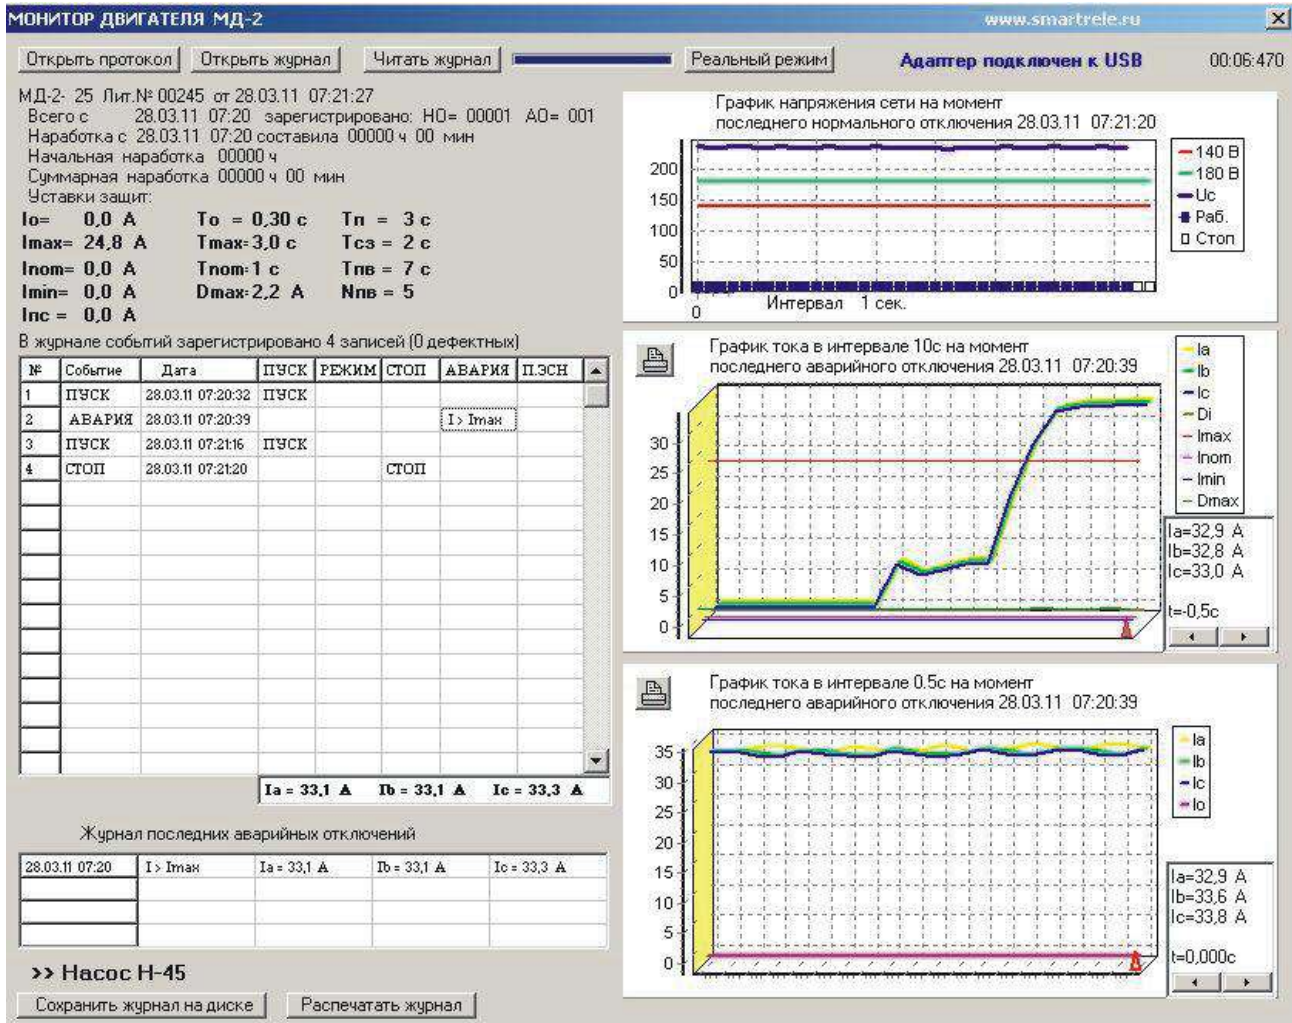 МОНИТОР ДВИГАТЕЛЯ МД-2 www.smartrele.ru
Открыть протокол Открыть журнал Читать журнал Реальный режим Адаптер подключен к USB 00:06:470
МД-2- 25 Лит.№ 00245 от 28.03.11 07:21:27
Всего с 28.03.11 07:20 зарегистрировано: НО= 00001 АО= 001
Наработка с 28.03.11 07:20 составила 00000 ч 00 мин
Начальная наработка 00000 ч
Суммарная наработка 00000 ч 00 мин
Уставки защит:
Io= 0,0 А То = 0,30 с Тп = 3 с
Imax= 24,8 А Tmax= 3,0 с Тсз = 2 с
Inom= 0,0 А Tnom= 1 с Тпв = 7 с
Imin= 0,0 А Dmax= 2,2 А Nпв = 5
Iпс = 0,0 А
В журнале событий зарегистрировано 4 записей (0 дефектных)
№ Событие Дата ПУСК РЕЖИМ СТОП АВАРИЯ П.ЭСН
1 ПУСК 28.03.11 07:20:32 ПУСК
2 АВАРИЯ 28.03.11 07:20:39 I> Imax
3 ПУСК 28.03.11 07:21:16 ПУСК
4 СТОП 28.03.11 07:21:20 СТОП
Ia = 33,1 А Ib = 33,1 А Ic = 33,3 А
Журнал последних аварийных отключений
28.03.11 07:20 I> Imax Ia = 33,1 А Ib = 33,1 А Ic = 33,3 А
>> Насос Н-45
Сохранить журнал на диске Распечатать журнал
График напряжения сети на момент
последнего нормального отключения 28.03.11 07:21:20
200
150
100
50
0
0
Интервал 1 сек.
140 В
180 В
Uc
Раб.
Стоп
График тока в интервале 10с на момент
последнего аварийного отключения 28.03.11 07:20:39
30
25
20
15
10
5
0
Ia
Ib
Ic
Di
Imax
Inom
Imin
Dmax
Ia=32,9 А
Ib=32,8 А
Ic=33,0 А
t=-0,5с
График тока в интервале 0.5с на момент
последнего аварийного отключения 28.03.11 07:20:39
35
30
25
20
15
10
5
0
Ia
Ib
Ic
Io
Ia=32,9 А
Ib=33,6 А
Ic=33,8 А
t=0,000с